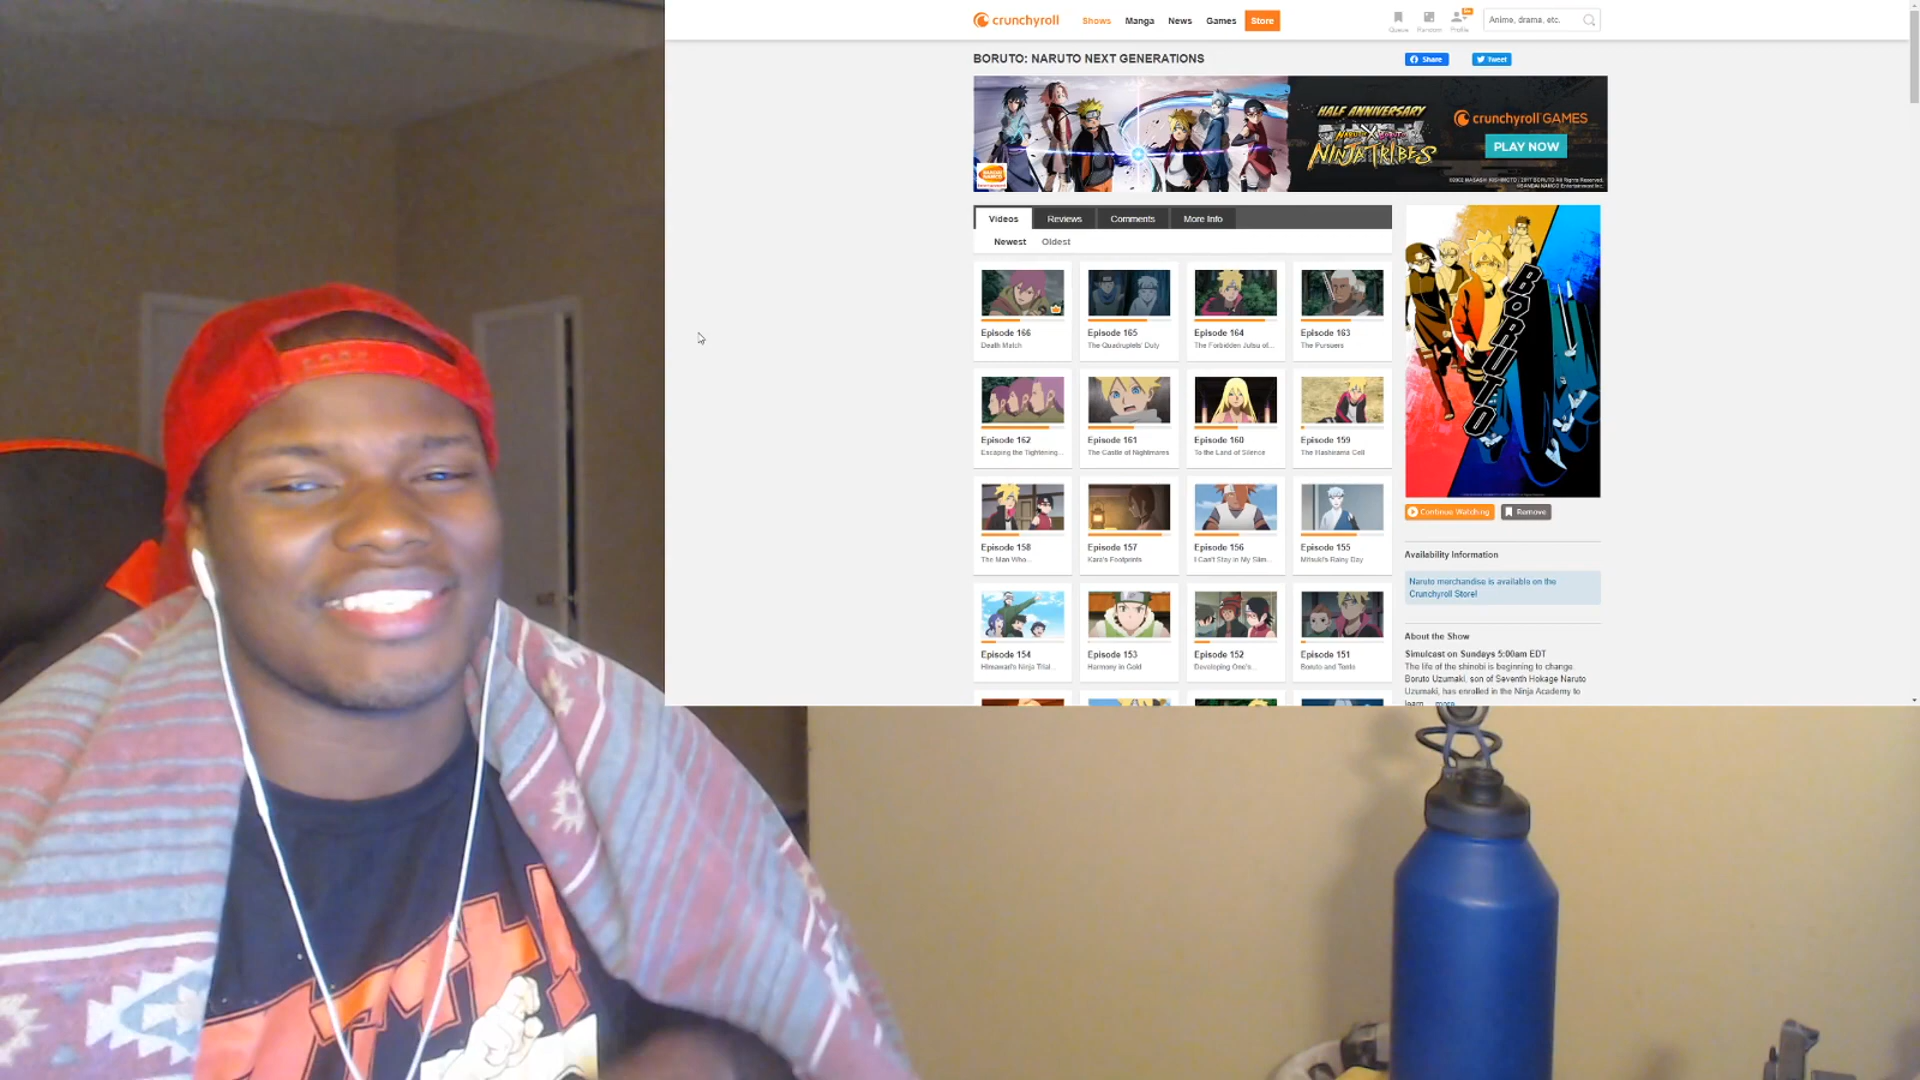 crunchyroll Shows Manga News Games Store
Queue Random Profile
Anime, drama, etc.
BORUTO: NARUTO NEXT GENERATIONS
Share Tweet
HALF ANNIVERSARY
NINJA TRIBES
crunchyroll GAMES
PLAY NOW
Videos Reviews Comments More Info
Newest Oldest
Episode 166
Death Match
Episode 165
The Quadruplets' Duty
Episode 164
The Forbidden Jutsu of...
Episode 163
The Pursuers
Episode 162
Escaping the Tightening...
Episode 161
The Castle of Nightmares
Episode 160
To the Land of Silence
Episode 159
The Hashirama Cell
Episode 158
The Man Who...
Episode 157
Kara's Footprints
Episode 156
I Can't Stay in My Slim...
Episode 155
Mitsuki's Rainy Day
Episode 154
Himawari's Ninja Trial...
Episode 153
Harmony in Gold
Episode 152
Developing One's...
Episode 151
Boruto and Tento
BORUTO
Continue Watching Remove
Availability Information
Naruto merchandise is available on the
Crunchyroll Store!
About the Show
Simulcast on Sundays 5:00am EDT
The life of the shinobi is beginning to change.
Boruto Uzumaki, son of Seventh Hokage Naruto
Uzumaki, has enrolled in the Ninja Academy to
learn... more